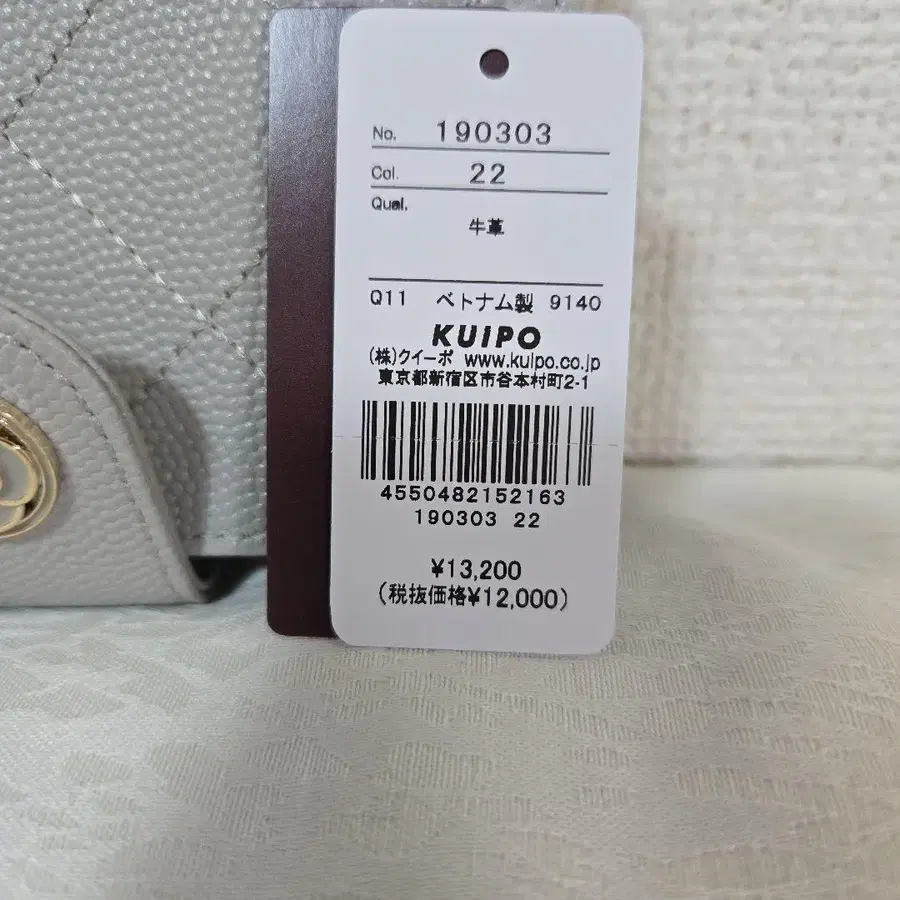 No. 190303
Col. 22
Qual.
牛革
Q11 ベトナム製 9140
KUIPO
(株)クイーポ www.kuipo.co.jp
東京都新宿区市谷本村町2-1
4550482152163
190303 22
¥13,200
(税抜価格¥12,000)